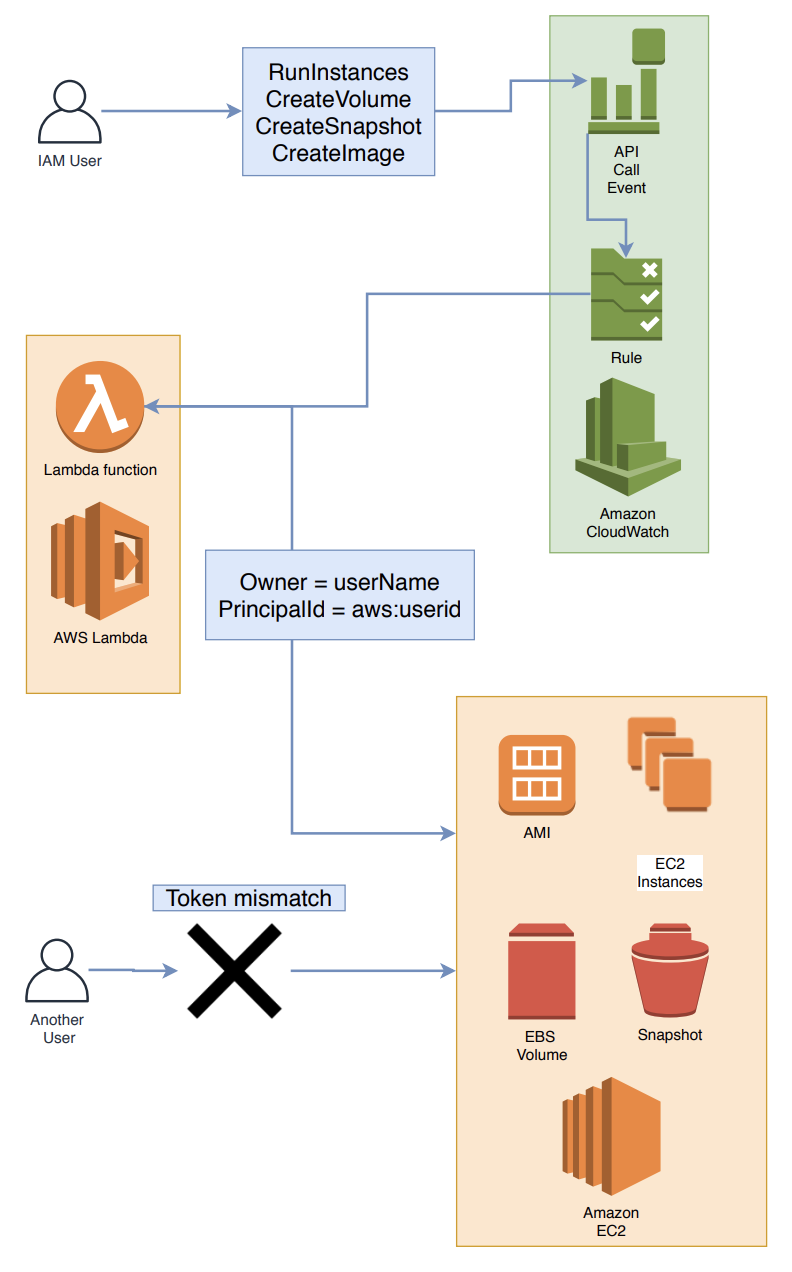 RunInstances
CreateVolume
CreateSnapshot
CreateImage
IAM User
API
Call
Event
Rule
Amazon
CloudWatch
Lambda function
AWS Lambda
Owner = userName
PrincipalId = aws:userid
AMI
EC2
Instances
Token mismatch
Another
User
EBS
Volume
Snapshot
Amazon
EC2